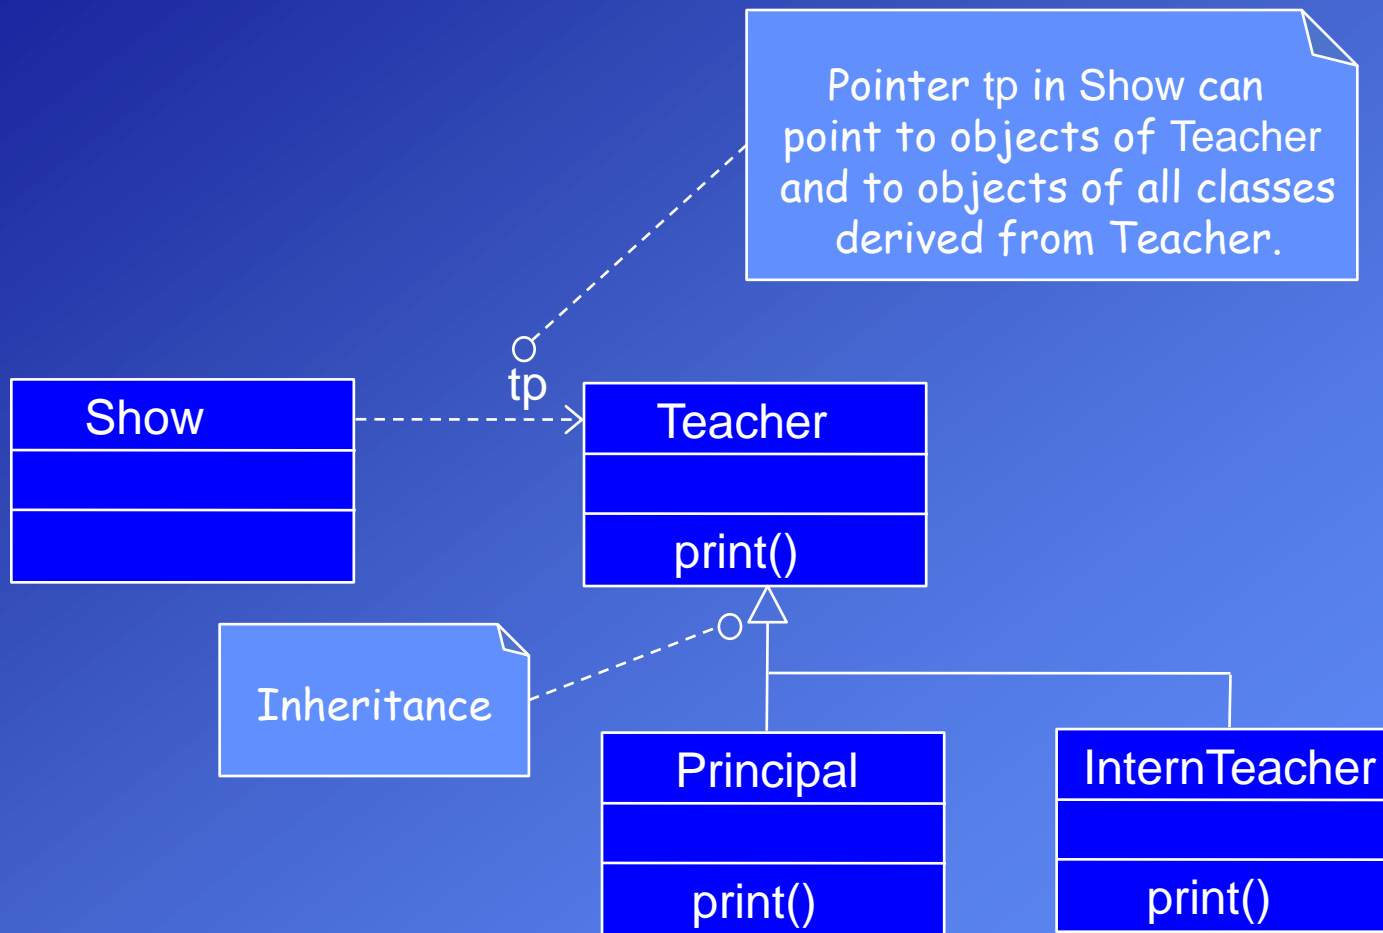 Pointer tp in Show can
point to objects of Teacher
and to objects of all classes
derived from Teacher.
tp
Show
Teacher
print()
Inheritance
Principal
print()
InternTeacher
print()